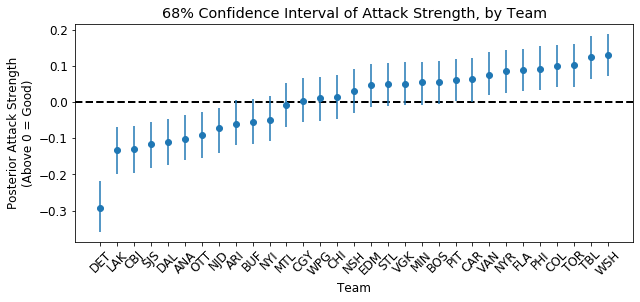 68% Confidence Interval of Attack Strength, by Team
Posterior Attack Strength
(Above 0 = Good)
0.2
0.1
0.0
−0.1
−0.2
−0.3
DET LAK CBJ SJS DAL ANA OTT NJD ARI BUF NYI MTL CGY WPG CHI NSH EDM STL VGK MIN BOS PIT CAR VAN NYR FLA PHI COL TOR TBL WSH
Team